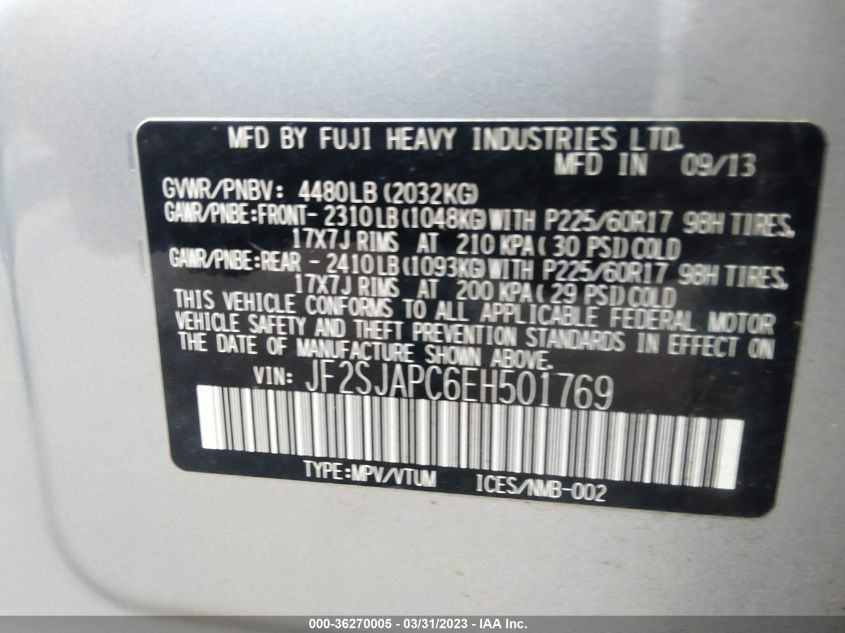 MFD BY FUJI HEAVY INDUSTRIES LTD.
MFD IN 09/13
GVWR/PNBV: 4480LB(2032KG)
GAWR/PNBE:FRONT- 2310LB(1048KG)WITH P225/60R17 98H TIRES,
17X7J RIMS AT 210 KPA( 30 PSI)COLD
GAWR/PNBE:REAR - 2410LB(1093KG)WITH P225/60R17 98H TIRES,
17X7J RIMS AT 200 KPA( 29 PSI)COLD
THIS VEHICLE CONFORMS TO ALL APPLICABLE FEDERAL MOTOR
VEHICLE SAFETY AND THEFT PREVENTION STANDARDS IN EFFECT ON
THE DATE OF MANUFACTURE SHOWN ABOVE.
VIN: JF2SJAPC6EH501769
TYPE:MPV/VTUM ICES/NMB-002
000-36270005 - 03/31/2023 - IAA Inc.